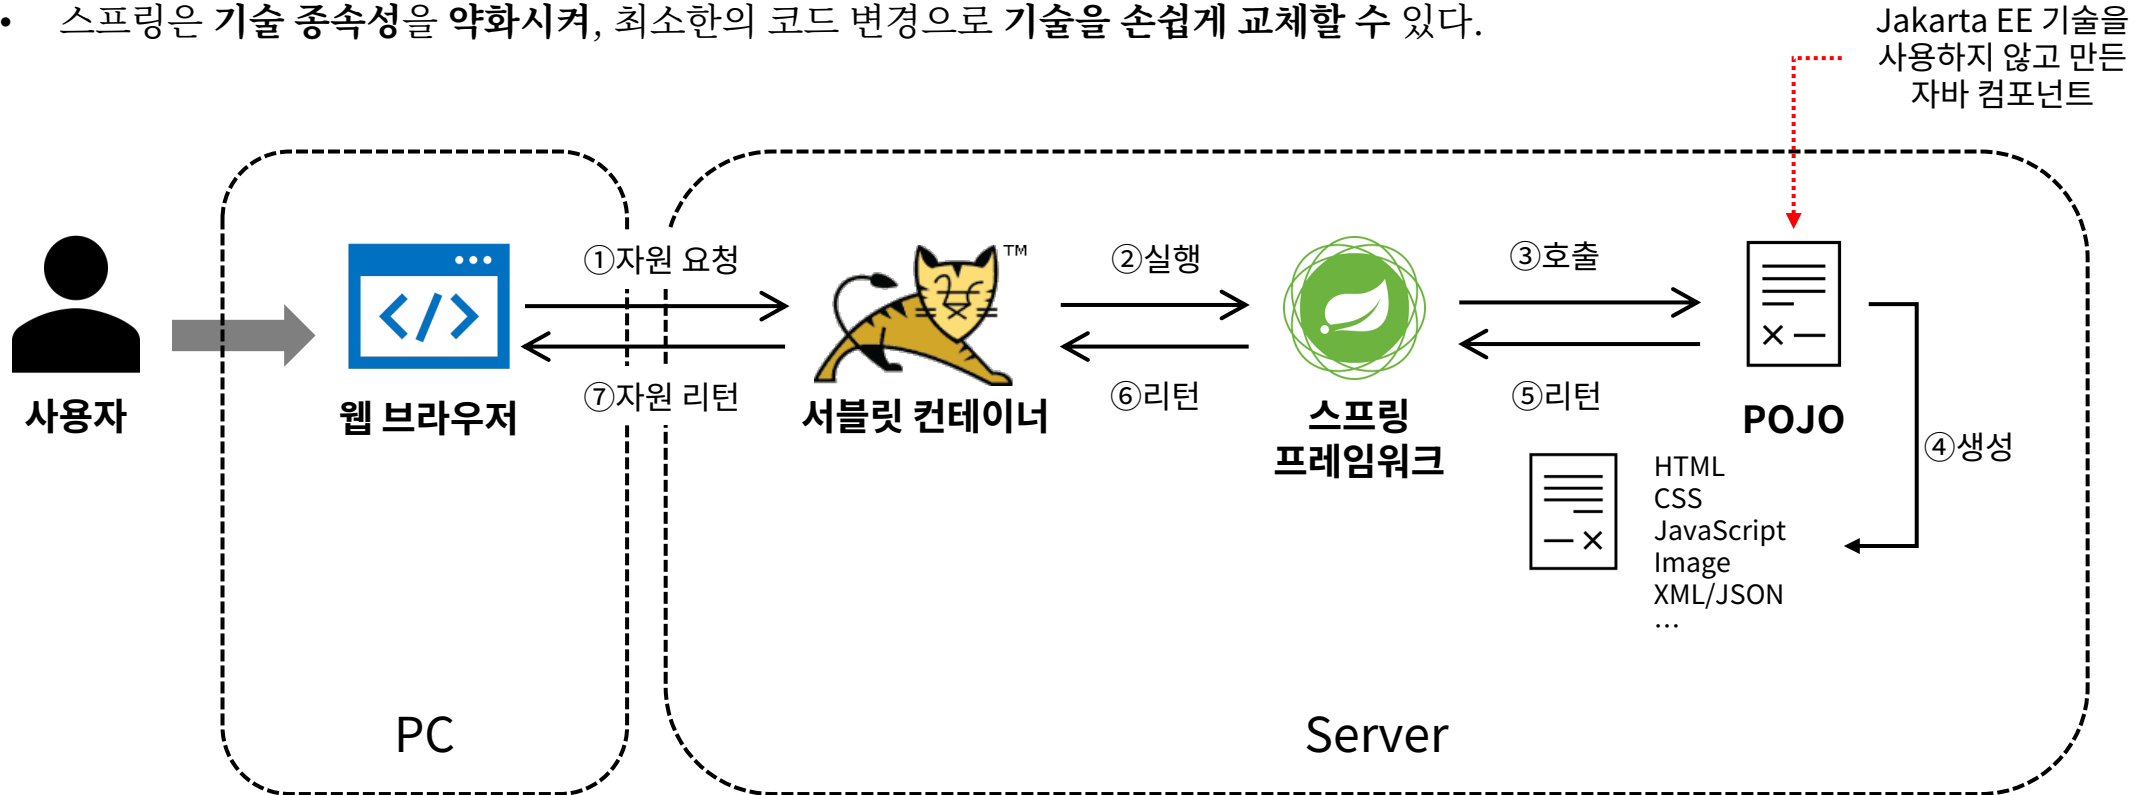 • 스프링은 기술 종속성을 약화시켜, 최소한의 코드 변경으로 기술을 손쉽게 교체할 수 있다.
Jakarta EE 기술을
사용하지 않고 만든
자바 컴포넌트
①자원 요청
②실행
③호출
TM
⑦자원 리턴
⑥리턴
⑤리턴
④생성
사용자
웹 브라우저
서블릿 컨테이너
스프링
프레임워크
POJO
HTML
CSS
JavaScript
Image
XML/JSON
…
PC
Server